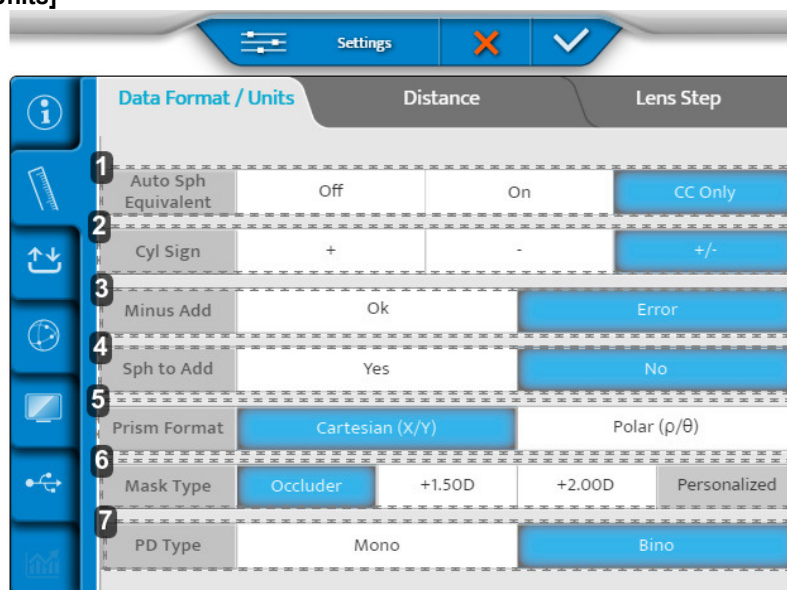 Units]
Settings
Data Format / Units Distance Lens Step
1
Auto Sph
Equivalent Off On CC Only
2
Cyl Sign + - +/-
3
Minus Add Ok Error
4
Sph to Add Yes No
5
Prism Format Cartesian (X/Y) Polar (ρ/θ)
6
Mask Type Occluder +1.50D +2.00D Personalized
7
PD Type Mono Bino